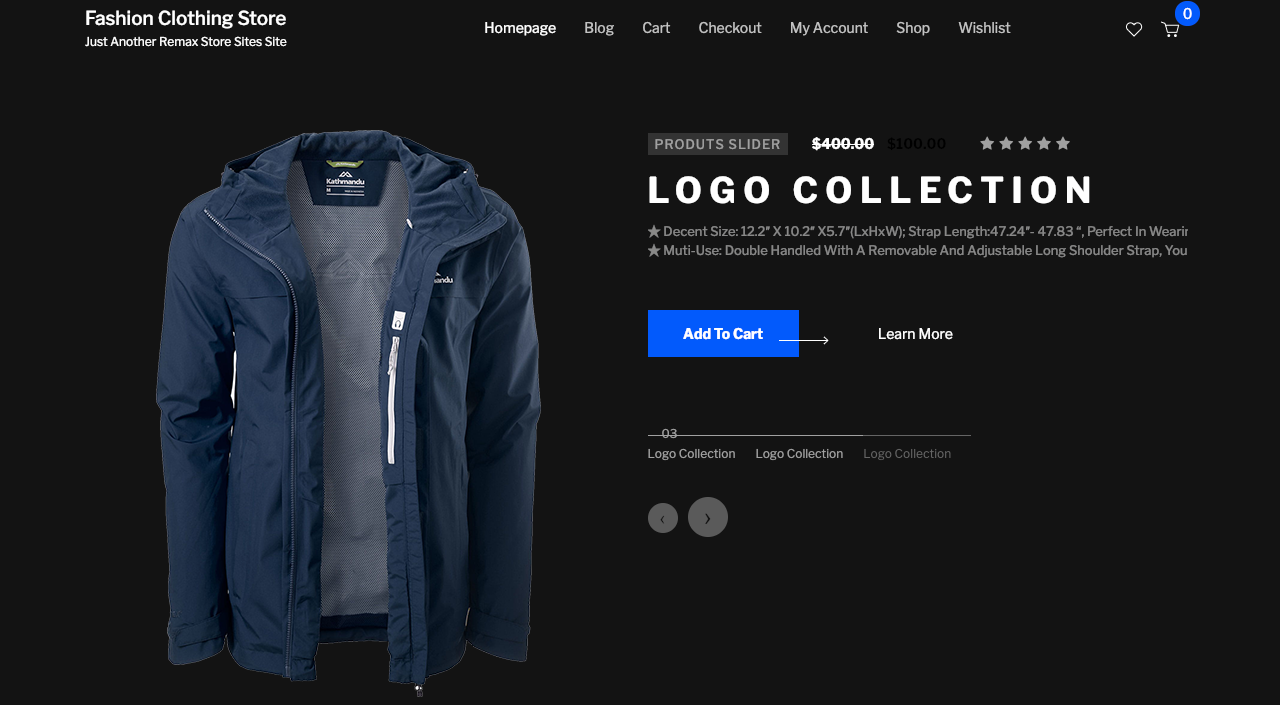 Fashion Clothing Store
Just Another Remax Store Sites Site
Homepage Blog Cart Checkout My Account Shop Wishlist
0
PRODUTS SLIDER $400.00 $100.00
LOGO COLLECTION
★ Decent Size: 12.2″ X 10.2″ X5.7″(LxHxW); Strap Length:47.24″- 47.83 “, Perfect In Wearin
★ Muti-Use: Double Handled With A Removable And Adjustable Long Shoulder Strap, You
Add To Cart Learn More
03
Logo Collection Logo Collection Logo Collection
Kathmandu
M